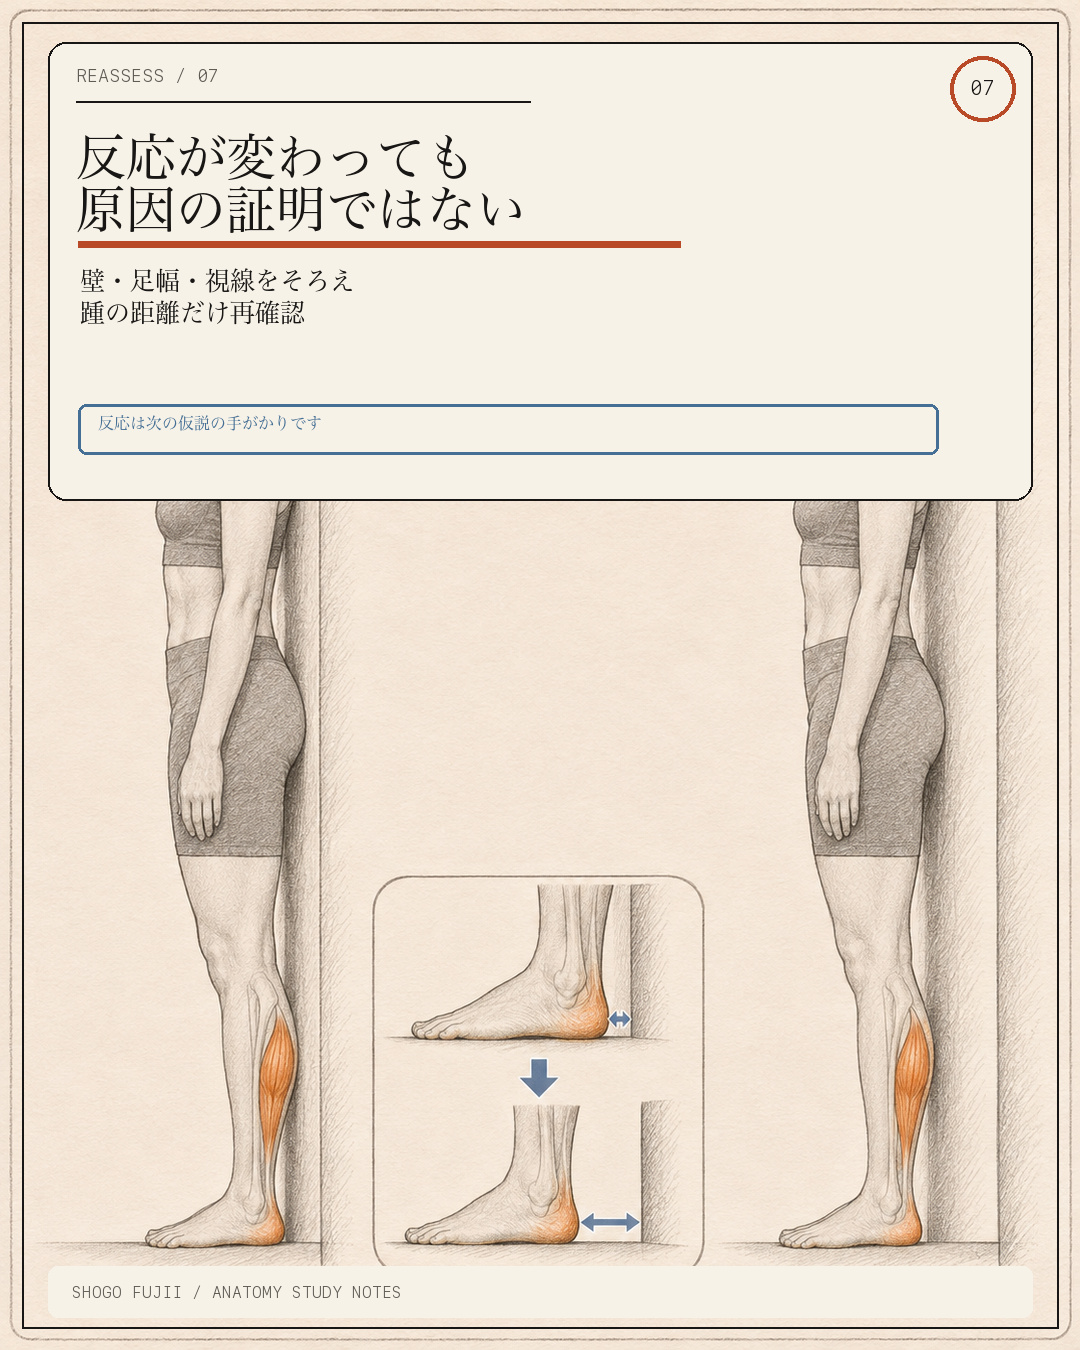 REASSESS / 07
07
反応が変わっても
原因の証明ではない
壁・足幅・視線をそろえ
踵の距離だけ再確認
反応は次の仮説の手がかりです
SHOGO FUJII / ANATOMY STUDY NOTES